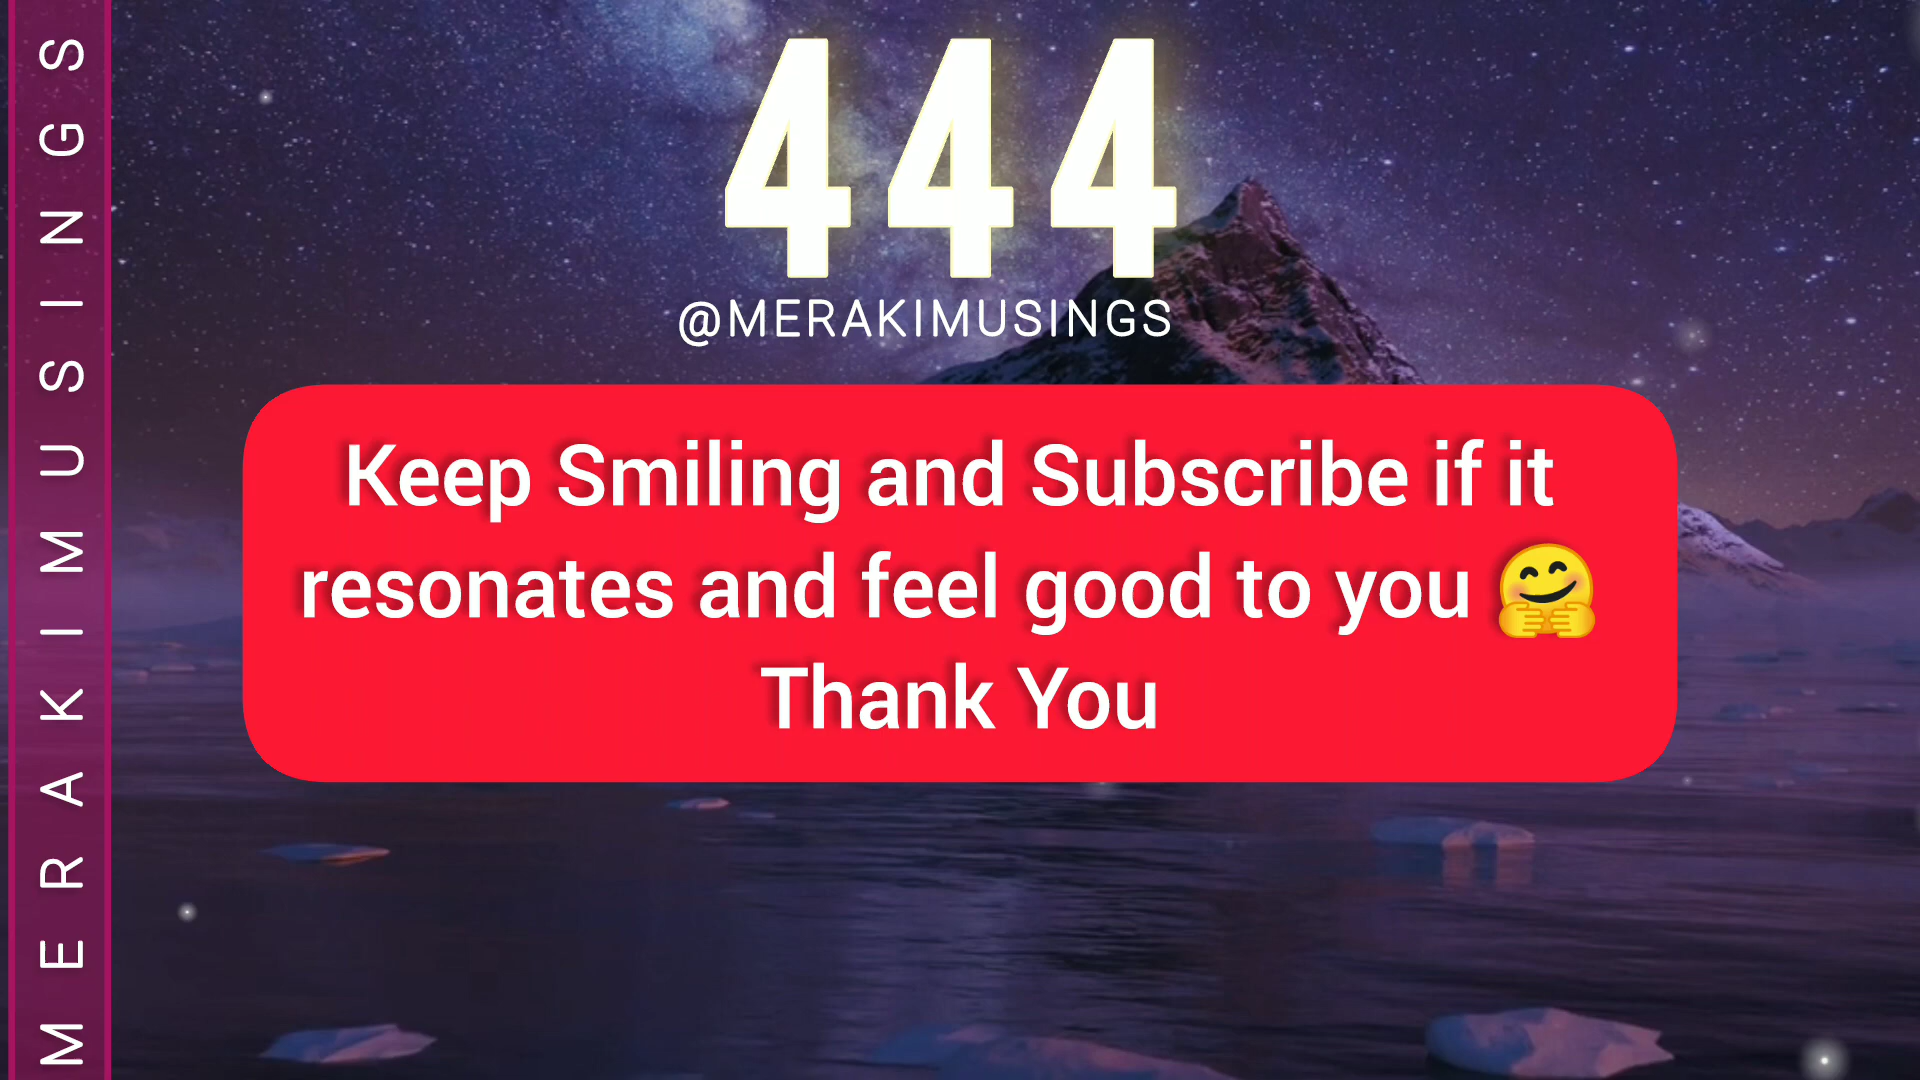 MERAKIMUSINGS
444
@MERAKIMUSINGS
Keep Smiling and Subscribe if it
resonates and feel good to you 🤗
Thank You